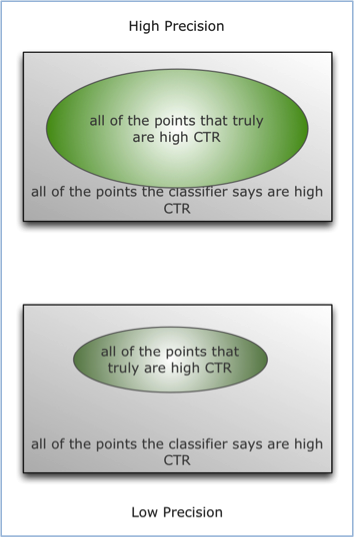 High Precision
all of the points that truly
are high CTR
all of the points the classifier says are high
CTR
all of the points that
truly are high CTR
all of the points the classifier says are high
CTR
Low Precision